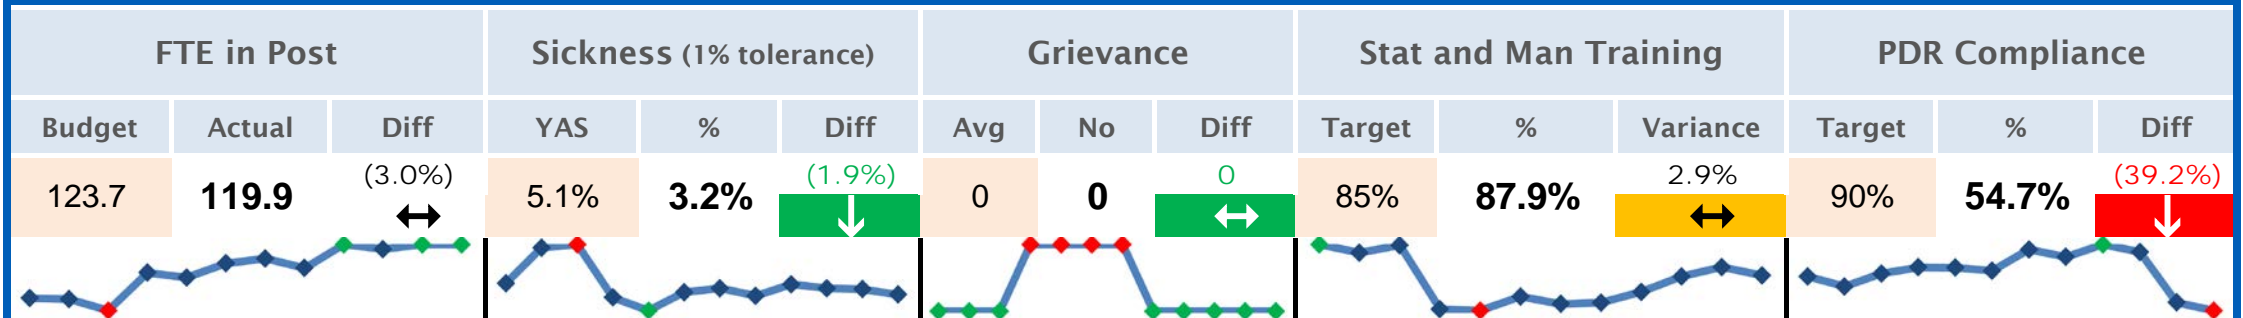 FTE in Post Sickness (1% tolerance) Grievance Stat and Man Training PDR Compliance
Budget Actual Diff YAS % Diff Avg No Diff Target % Variance Target % Diff
123.7 119.9 (3.0%) 5.1% 3.2% (1.9%) 0 0 0 85% 87.9% 2.9% 90% 54.7% (39.2%)